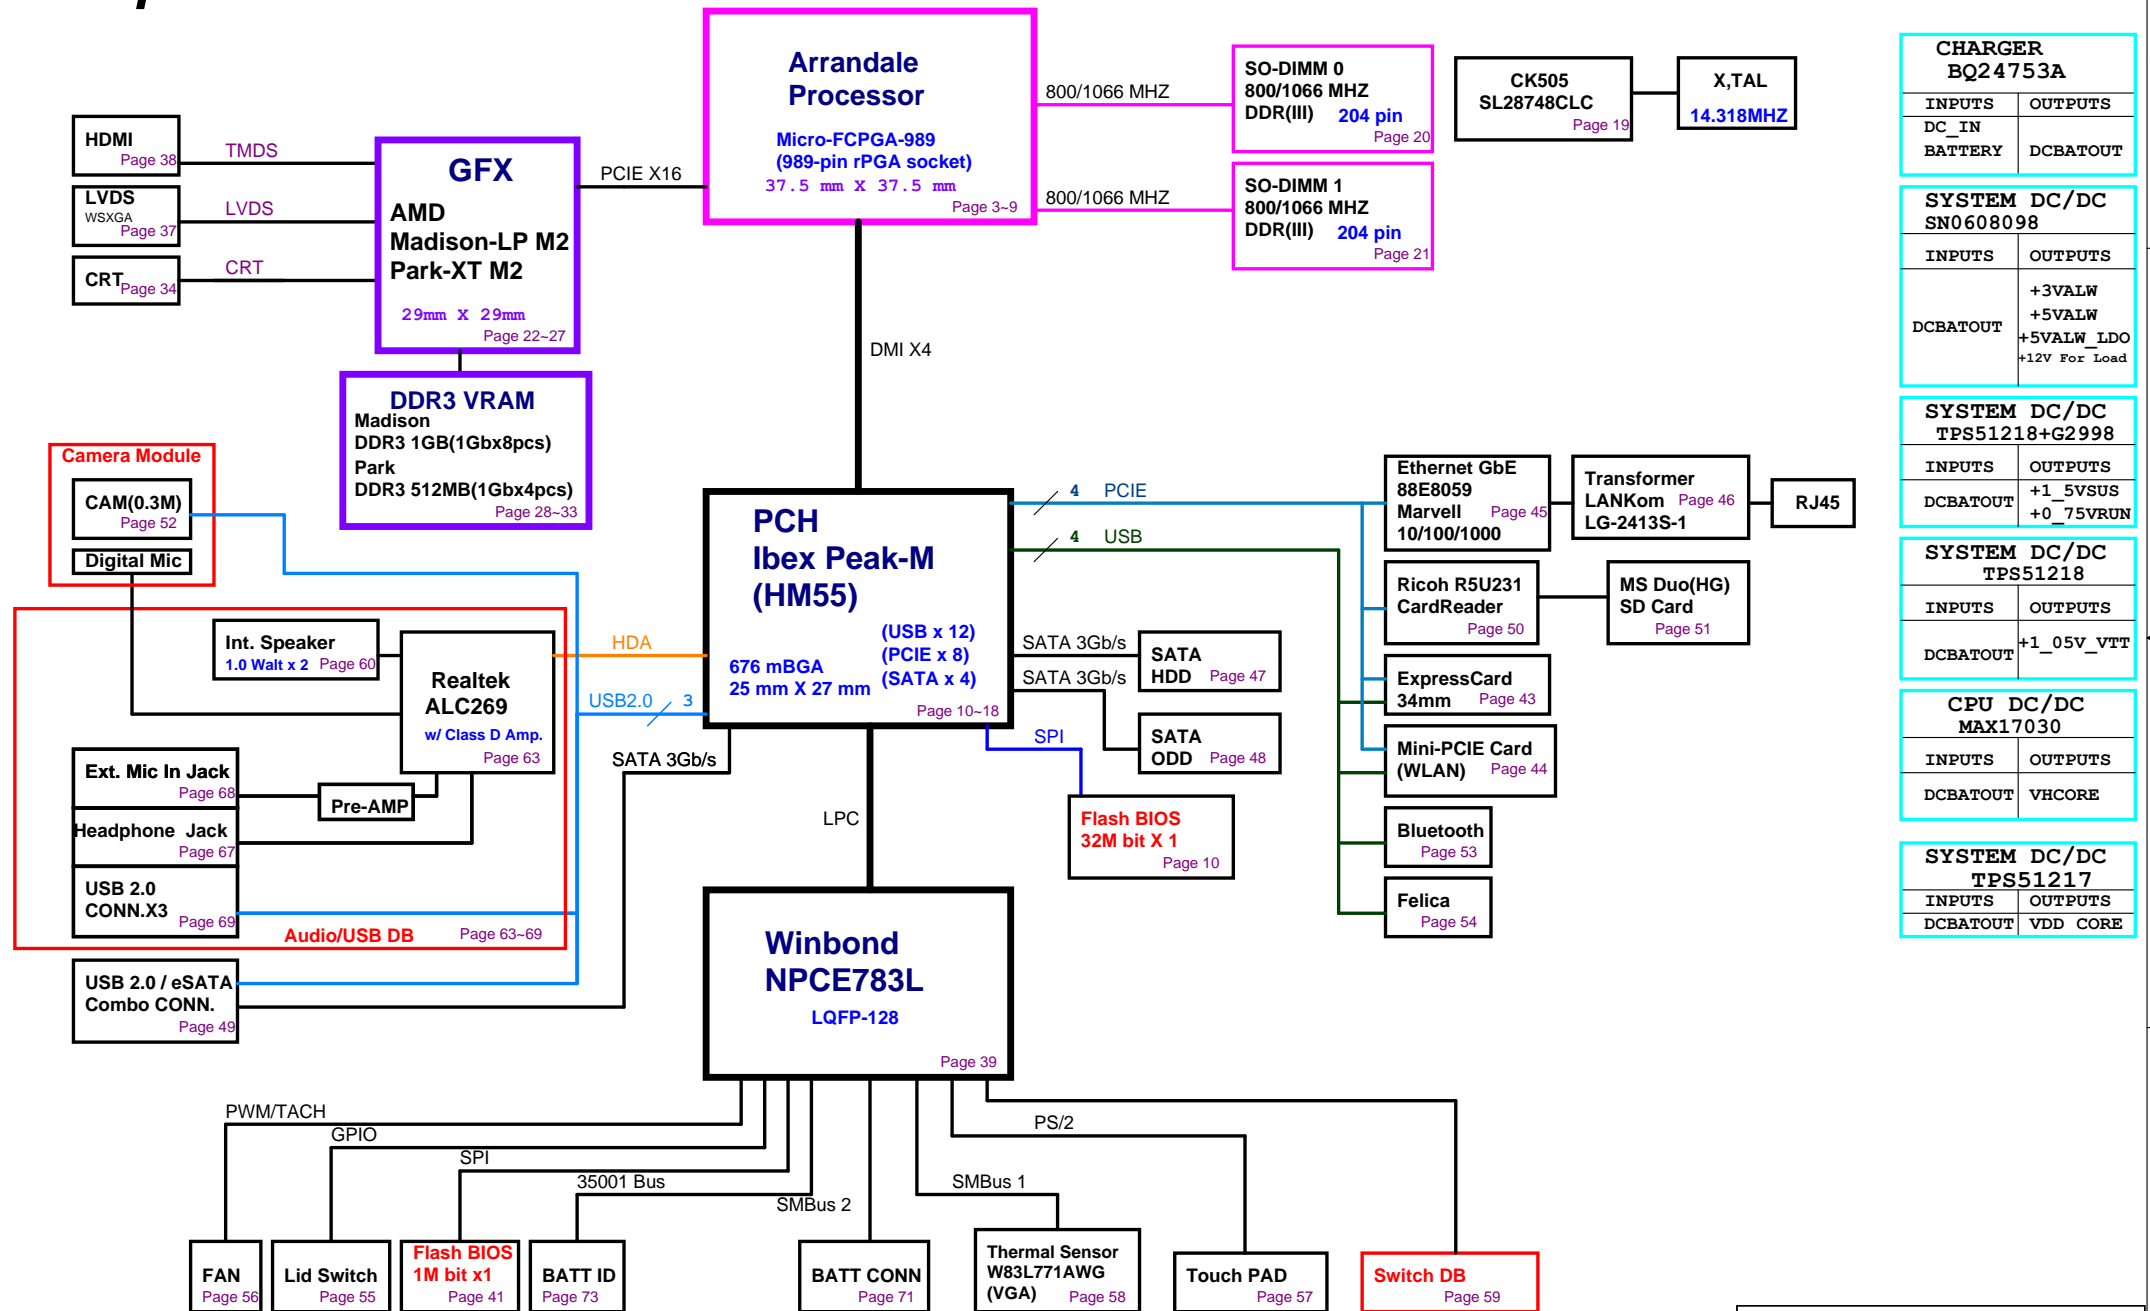 Arrandale
Processor
Micro-FCPGA-989
(989-pin rPGA socket)
37.5 mm X 37.5 mm
Page 3~9
800/1066 MHZ
SO-DIMM 0
800/1066 MHZ
DDR(III) 204 pin
Page 20
800/1066 MHZ
SO-DIMM 1
800/1066 MHZ
DDR(III) 204 pin
Page 21
CK505
SL28748CLC
Page 19
X,TAL
14.318MHZ
HDMI
Page 38
TMDS
LVDS
WSXGA
Page 37
LVDS
CRT
Page 34
CRT
GFX
AMD
Madison-LP M2
Park-XT M2
29mm X 29mm
Page 22~27
PCIE X16
DDR3 VRAM
Madison
DDR3 1GB(1Gbx8pcs)
Park
DDR3 512MB(1Gbx4pcs)
Page 28~33
DMI X4
Camera Module
CAM(0.3M)
Page 52
Digital Mic
PCH
Ibex Peak-M
(HM55)
(USB x 12)
(PCIE x 8)
(SATA x 4)
676 mBGA
25 mm X 27 mm
Page 10~18
4 PCIE
4 USB
Ethernet GbE
88E8059
Marvell
10/100/1000
Page 45
Transformer
LANKom
LG-2413S-1
Page 46
RJ45
Ricoh R5U231
CardReader
Page 50
MS Duo(HG)
SD Card
Page 51
ExpressCard
34mm
Page 43
Mini-PCIE Card
(WLAN)
Page 44
Bluetooth
Page 53
Felica
Page 54
SATA 3Gb/s
SATA
HDD
Page 47
SATA 3Gb/s
SATA
ODD
Page 48
SPI
Flash BIOS
32M bit X 1
Page 10
Int. Speaker
1.0 Walt x 2
Page 60
Realtek
ALC269
w/ Class D Amp.
Page 63
HDA
USB2.0 3
SATA 3Gb/s
Ext. Mic In Jack
Page 68
Pre-AMP
Headphone Jack
Page 67
USB 2.0
CONN.X3
Page 69
Audio/USB DB
Page 63~69
USB 2.0 / eSATA
Combo CONN.
Page 49
LPC
Winbond
NPCE783L
LQFP-128
Page 39
PWM/TACH
GPIO
SPI
35001 Bus
SMBus 2
SMBus 1
PS/2
FAN
Page 56
Lid Switch
Page 55
Flash BIOS
1M bit x1
Page 41
BATT ID
Page 73
BATT CONN
Page 71
Thermal Sensor
W83L771AWG
(VGA)
Page 58
Touch PAD
Page 57
Switch DB
Page 59
CHARGER
BQ24753A
INPUTS OUTPUTS
DC_IN
BATTERY DCBATOUT
SYSTEM DC/DC
SN0608098
INPUTS OUTPUTS
DCBATOUT
+3VALW
+5VALW
+5VALW_LDO
+12V For Load
SYSTEM DC/DC
TPS51218+G2998
INPUTS OUTPUTS
DCBATOUT
+1_5VSUS
+0_75VRUN
SYSTEM DC/DC
TPS51218
INPUTS OUTPUTS
DCBATOUT
+1_05V_VTT
CPU DC/DC
MAX17030
INPUTS OUTPUTS
DCBATOUT VHCORE
SYSTEM DC/DC
TPS51217
INPUTS OUTPUTS
DCBATOUT VDD CORE